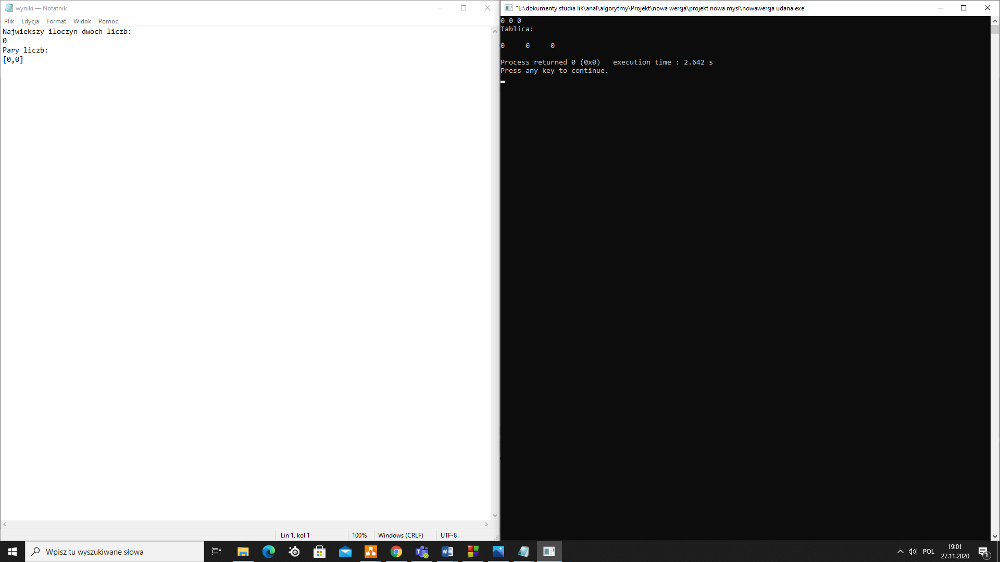 wyniki — Notatnik
Plik Edycja Format Widok Pomoc
Najwiekszy iloczyn dwoch liczb:
0
Pary liczb:
[0,0]
Lin 1, kol 1 100% Windows (CRLF) UTF-8
"E:\dokumenty studia lik\anal\algorytmy\Projekt\nowa wersja\projekt nowa mysl\nowawersja udana.exe"
0 0 0
Tablica:
0 0 0
Process returned 0 (0x0) execution time : 2.642 s
Press any key to continue.
Wpisz tu wyszukiwane słowa
POL
19:01
27.11.2020
1